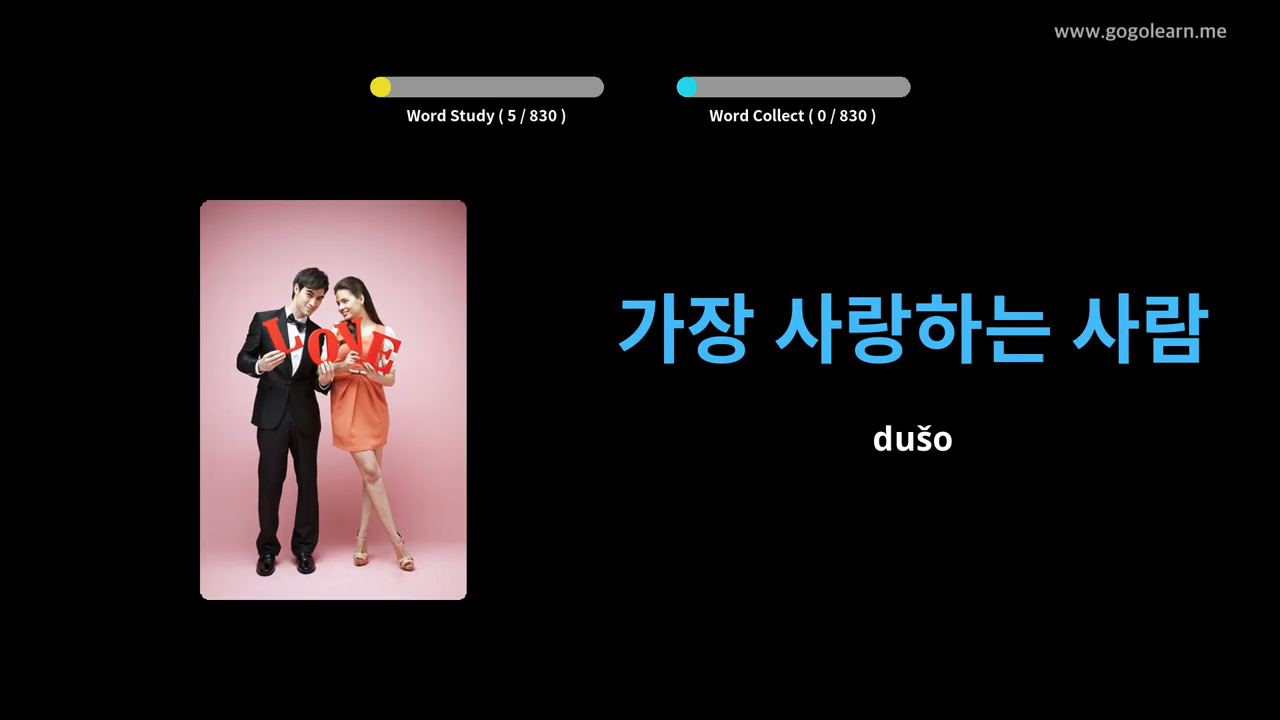 www.gogolearn.me
Word Study ( 5 / 830 )
Word Collect ( 0 / 830 )
LOVE
가장 사랑하는 사람
dušo